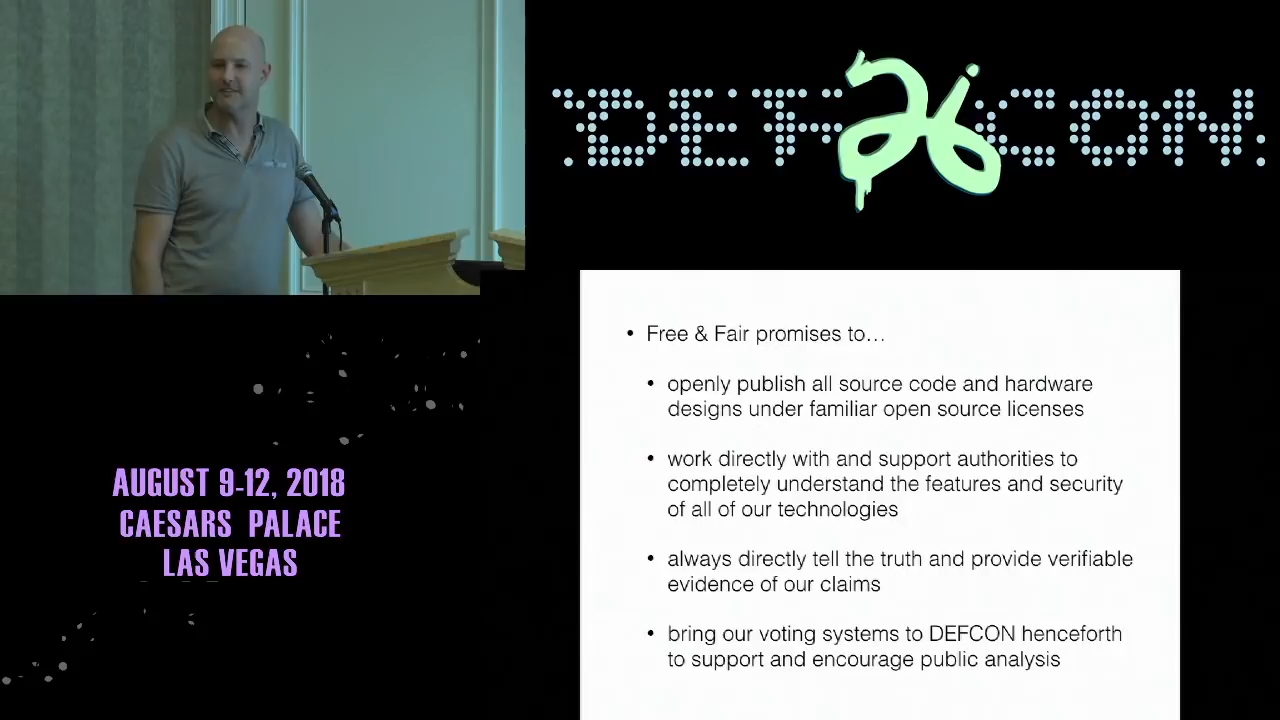 DEFCON
26
• Free & Fair promises to…
• openly publish all source code and hardware
designs under familiar open source licenses
• work directly with and support authorities to
completely understand the features and security
of all of our technologies
• always directly tell the truth and provide verifiable
evidence of our claims
• bring our voting systems to DEFCON henceforth
to support and encourage public analysis
AUGUST 9-12, 2018
CAESARS PALACE
LAS VEGAS